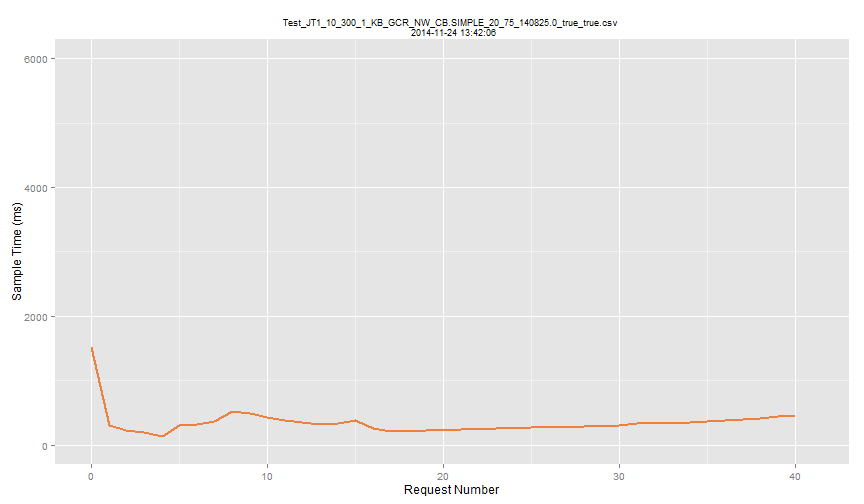 Test_JT1_10_300_1_KB_GCR_NW_CB.SIMPLE_20_75_140825.0_true_true.csv
2014-11-24 13:42:06
6000
4000
2000
0
Sample Time (ms)
0 10 20 30 40
Request Number